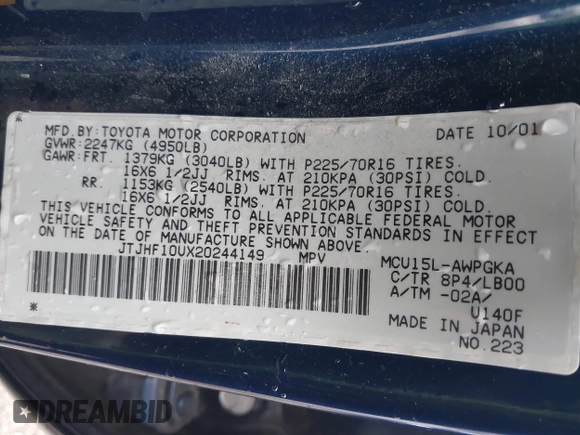 MFD. BY: TOYOTA MOTOR CORPORATION DATE 10/01
GVWR: 2247KG (4950LB)
GAWR: FRT. 1379KG (3040LB) WITH P225/70R16 TIRES.
16X6 1/2JJ RIMS. AT 210KPA (30PSI) COLD.
RR. 1153KG (2540LB) WITH P225/70R16 TIRES.
16X6 1/2JJ RIMS. AT 210KPA (30PSI) COLD.
THIS VEHICLE CONFORMS TO ALL APPLICABLE FEDERAL MOTOR
VEHICLE SAFETY AND THEFT PREVENTION STANDARDS IN EFFECT
ON THE DATE OF MANUFACTURE SHOWN ABOVE.
JTJHF10UX20244149 MPV
MCU15L-AWPGKA
C/TR 8P4/LB00
A/TM -02A/
U140F
MADE IN JAPAN
NO.223
DREAMBID